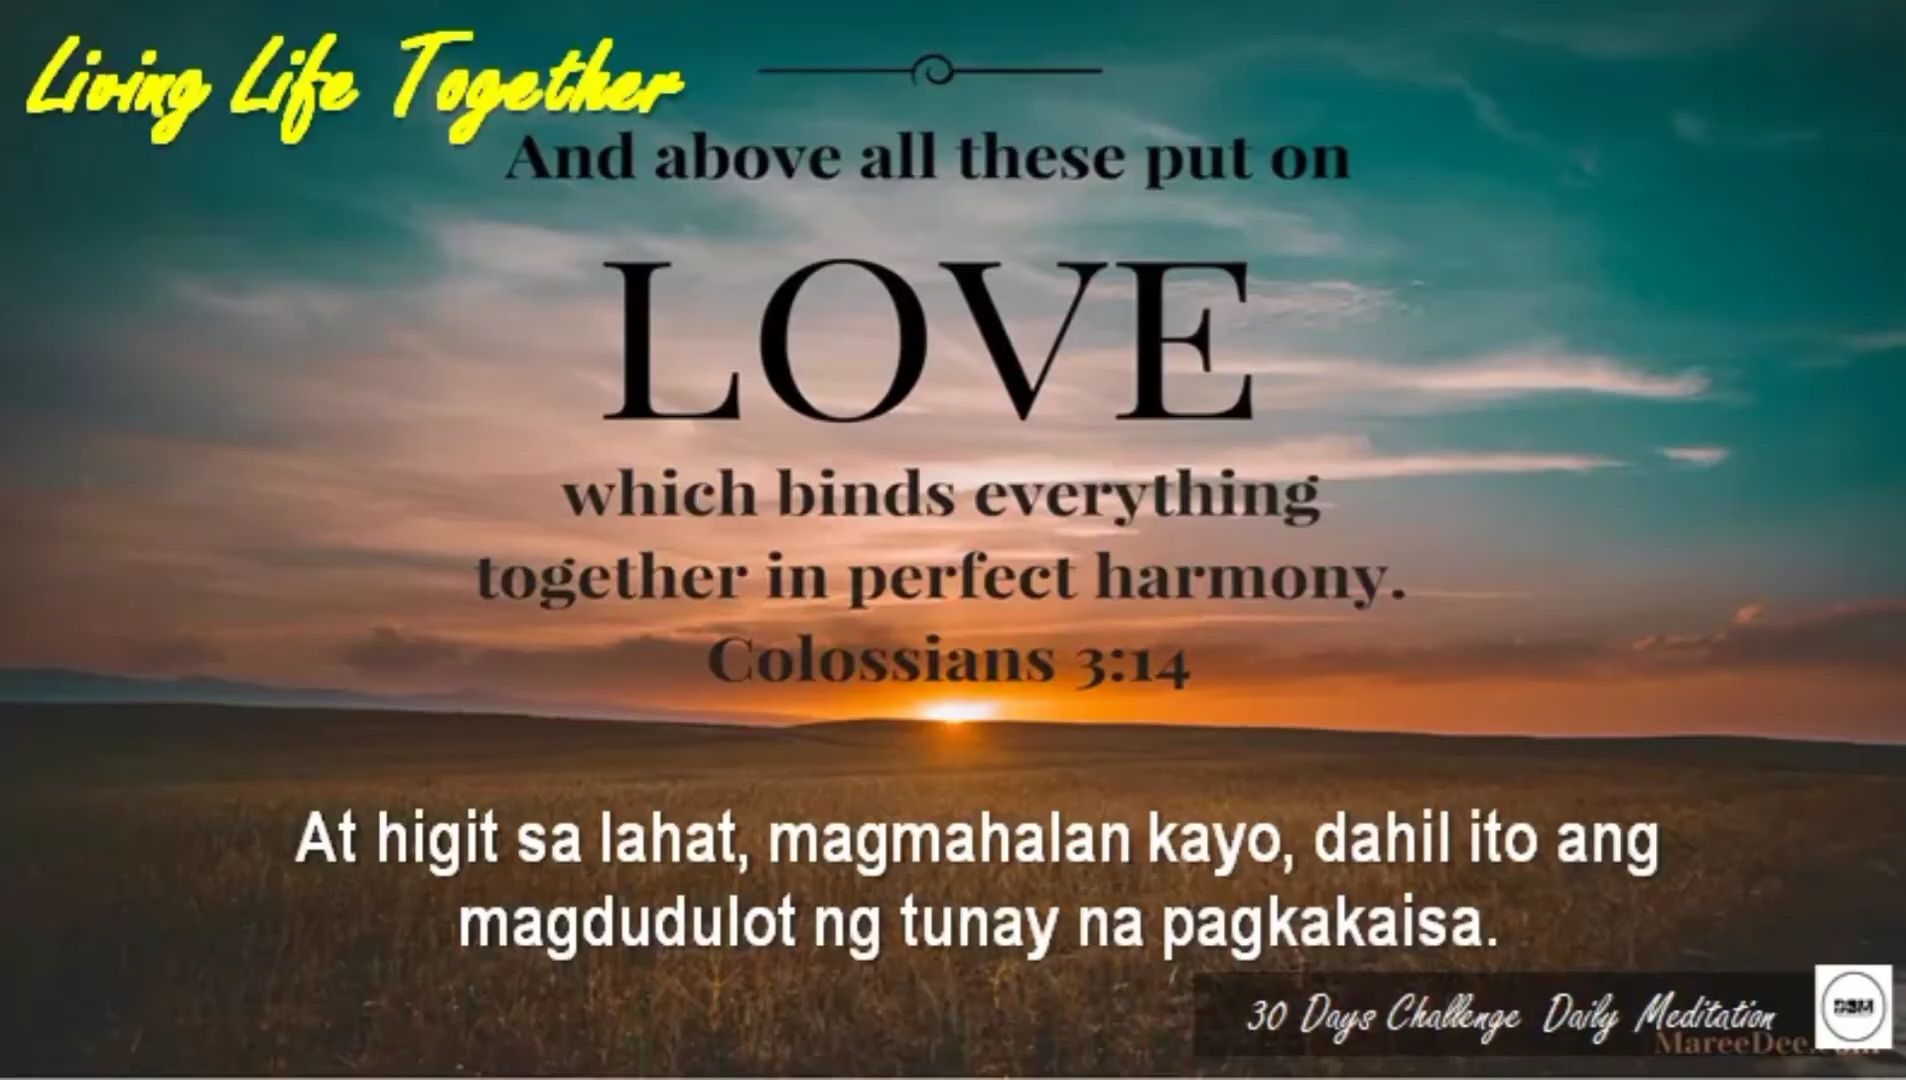 Living Life Together
And above all these put on
LOVE
which binds everything
together in perfect harmony.
Colossians 3:14
At higit sa lahat, magmahalan kayo, dahil ito ang
magdudulot ng tunay na pagkakaisa.
30 Days Challenge Daily Meditation